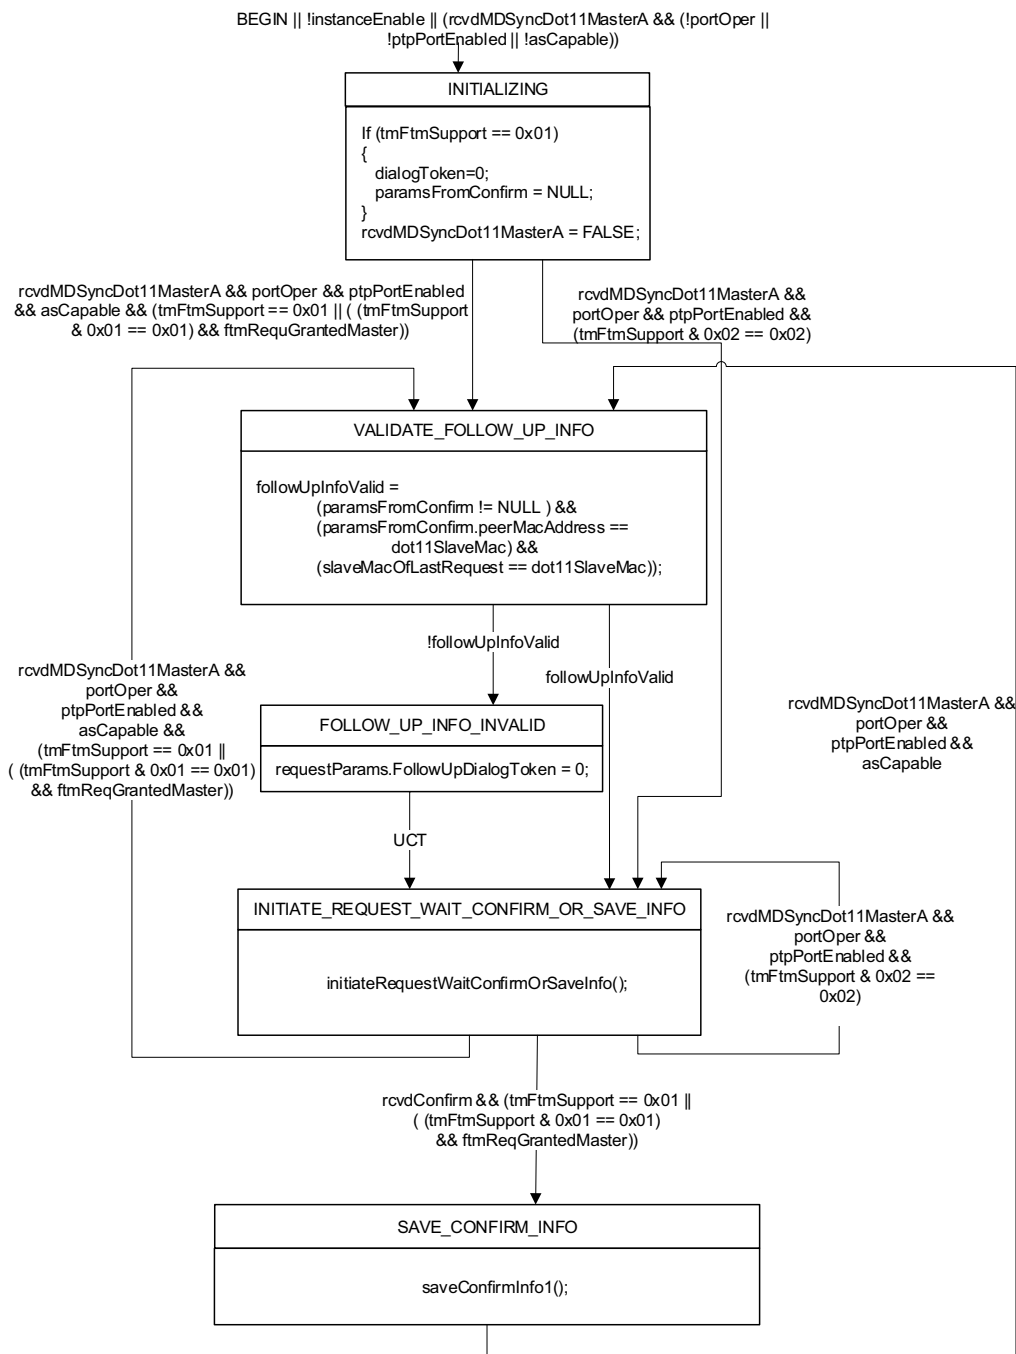 BEGIN || !instanceEnable || (rcvdMDSyncDot11MasterA && (!portOper ||
!ptpPortEnabled || !asCapable))
INITIALIZING
If (tmFtmSupport == 0x01)
{
dialogToken=0;
paramsFromConfirm = NULL;
}
rcvdMDSyncDot11MasterA = FALSE;
rcvdMDSyncDot11MasterA && portOper && ptpPortEnabled
&& asCapable && (tmFtmSupport == 0x01 || ( (tmFtmSupport
& 0x01 == 0x01) && ftmRequGrantedMaster))
rcvdMDSyncDot11MasterA &&
portOper && ptpPortEnabled &&
(tmFtmSupport & 0x02 == 0x02)
VALIDATE_FOLLOW_UP_INFO
followUpInfoValid =
(paramsFromConfirm != NULL ) &&
(paramsFromConfirm.peerMacAddress ==
dot11SlaveMac) &&
(slaveMacOfLastRequest == dot11SlaveMac));
!followUpInfoValid
followUpInfoValid
rcvdMDSyncDot11MasterA &&
portOper &&
ptpPortEnabled &&
asCapable &&
(tmFtmSupport == 0x01 ||
( (tmFtmSupport & 0x01 == 0x01)
&& ftmReqGrantedMaster))
rcvdMDSyncDot11MasterA &&
portOper &&
ptpPortEnabled &&
asCapable
FOLLOW_UP_INFO_INVALID
requestParams.FollowUpDialogToken = 0;
UCT
INITIATE_REQUEST_WAIT_CONFIRM_OR_SAVE_INFO
initiateRequestWaitConfirmOrSaveInfo();
rcvdMDSyncDot11MasterA &&
portOper &&
ptpPortEnabled &&
(tmFtmSupport & 0x02 ==
0x02)
rcvdConfirm && (tmFtmSupport == 0x01 ||
( (tmFtmSupport & 0x01 == 0x01)
&& ftmReqGrantedMaster))
SAVE_CONFIRM_INFO
saveConfirmInfo1();